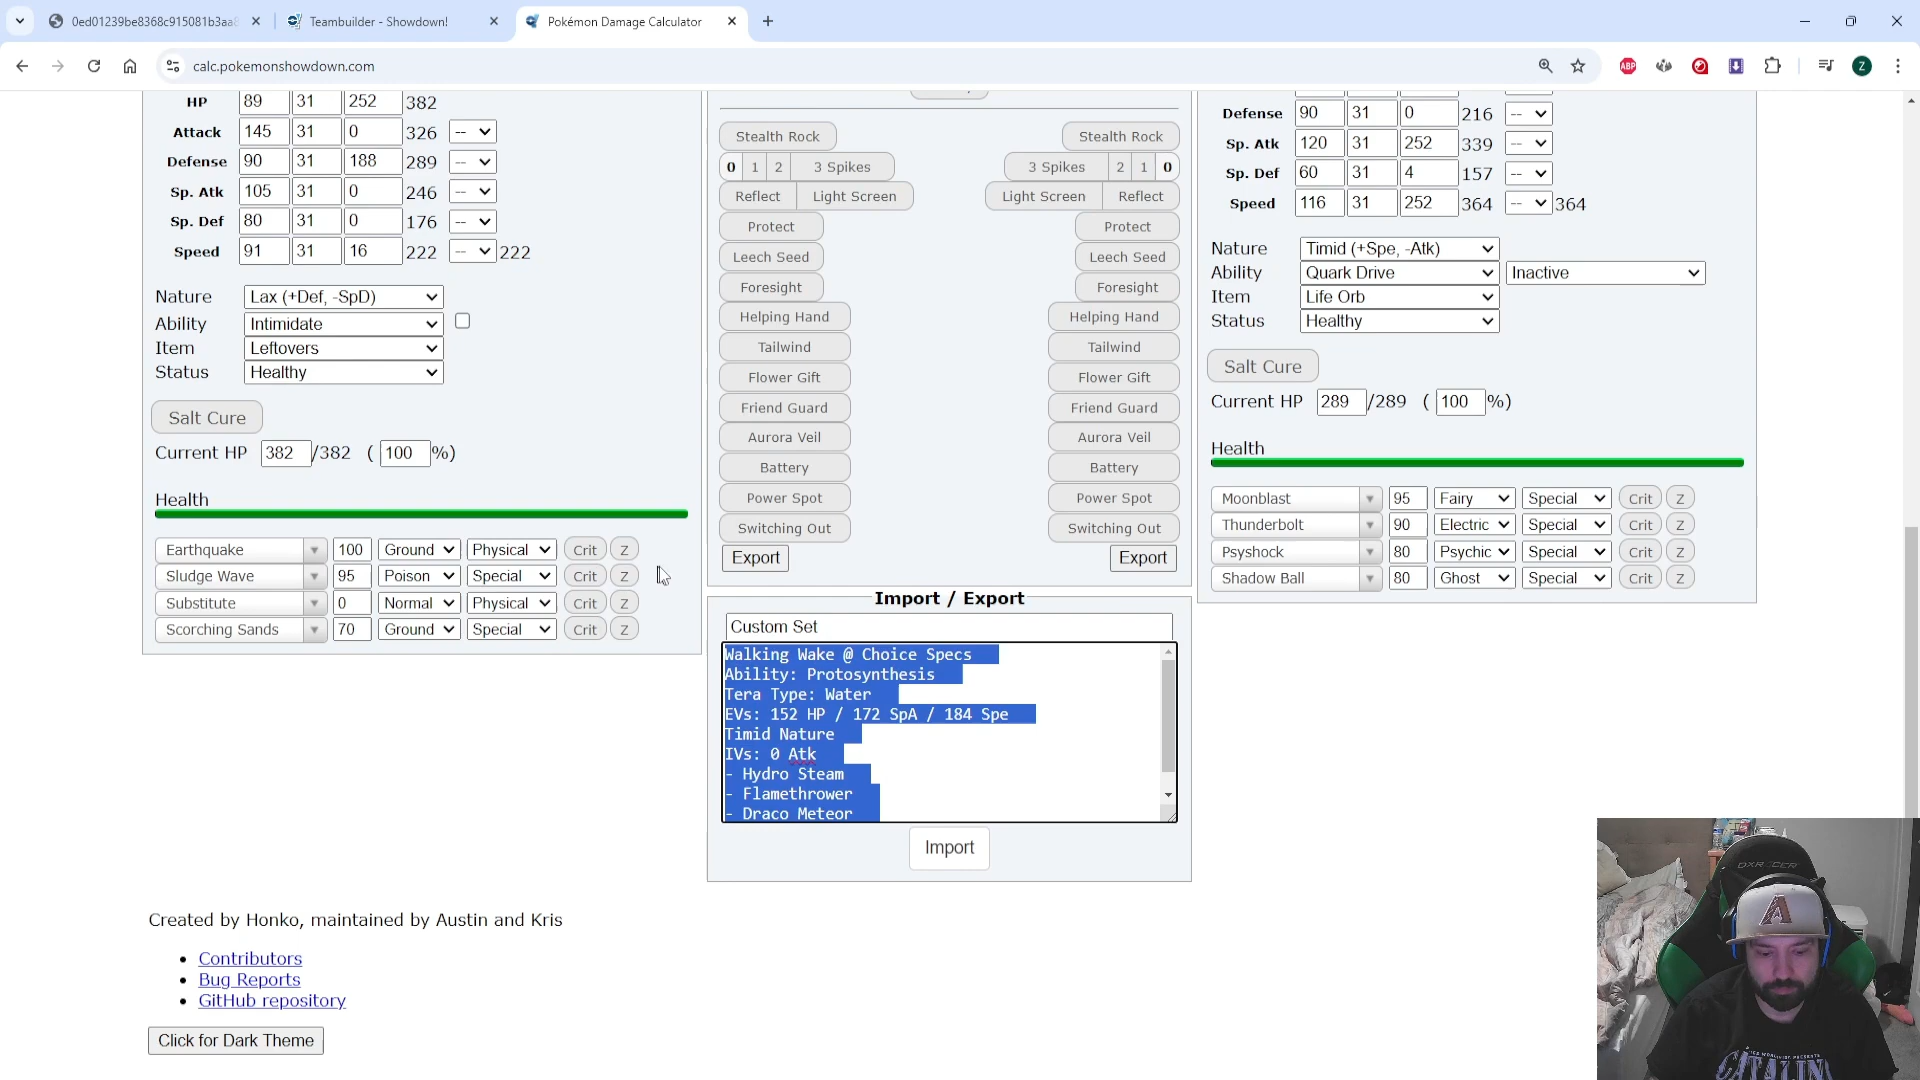 0ed01239be8368c915081b3aa8
Teambuilder - Showdown!
Pokémon Damage Calculator
calc.pokemonshowdown.com
ABP
Z
HP 89 31 252 382
Attack 145 31 0 326 --
Defense 90 31 188 289 --
Sp. Atk 105 31 0 246 --
Sp. Def 80 31 0 176 --
Speed 91 31 16 222 -- 222
Nature Lax (+Def, -SpD)
Ability Intimidate
Item Leftovers
Status Healthy
Salt Cure
Current HP 382 /382 ( 100 %)
Health
Earthquake 100 Ground Physical Crit Z
Sludge Wave 95 Poison Special Crit Z
Substitute 0 Normal Physical Crit Z
Scorching Sands 70 Ground Special Crit Z
Stealth Rock Stealth Rock
0 1 2 3 Spikes 3 Spikes 2 1 0
Reflect Light Screen Light Screen Reflect
Protect Protect
Leech Seed Leech Seed
Foresight Foresight
Helping Hand Helping Hand
Tailwind Tailwind
Flower Gift Flower Gift
Friend Guard Friend Guard
Aurora Veil Aurora Veil
Battery Battery
Power Spot Power Spot
Switching Out Switching Out
Export Export
Import / Export
Custom Set
Walking Wake @ Choice Specs
Ability: Protosynthesis
Tera Type: Water
EVs: 152 HP / 172 SpA / 184 Spe
Timid Nature
IVs: 0 Atk
- Hydro Steam
- Flamethrower
- Draco Meteor
Import
Defense 90 31 0 216 --
Sp. Atk 120 31 252 339 --
Sp. Def 60 31 4 157 --
Speed 116 31 252 364 -- 364
Nature Timid (+Spe, -Atk)
Ability Quark Drive Inactive
Item Life Orb
Status Healthy
Salt Cure
Current HP 289 /289 ( 100 %)
Health
Moonblast 95 Fairy Special Crit Z
Thunderbolt 90 Electric Special Crit Z
Psyshock 80 Psychic Special Crit Z
Shadow Ball 80 Ghost Special Crit Z
Created by Honko, maintained by Austin and Kris
• Contributors
• Bug Reports
• GitHub repository
Click for Dark Theme
DXRACER
A